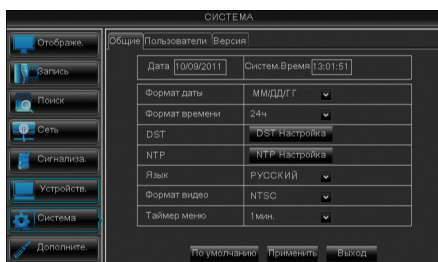 СИСТЕМА
Отображе.
Запись
Поиск
Сеть
Сигнализа.
Устройств.
Система
Дополните.
Общие Пользователи Версия
Дата 10/09/2011 Систем.Время 13:01:51
Формат даты ММ/ДД/ГГ
Формат времени 24ч
DST DST Настройка
NTP NTP Настройка
Язык РУССКИЙ
Формат видео NTSC
Таймер меню 1мин.
По умолчанию Применить Выход